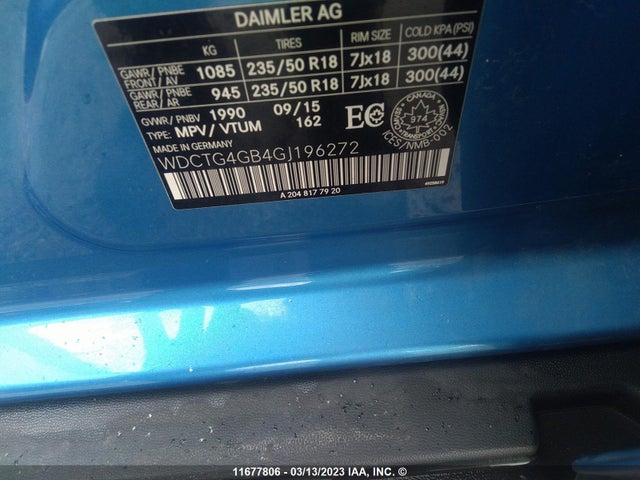 DAIMLER AG
KG TIRES RIM SIZE COLD KPA (PSI)
GAWR / PNBE FRONT / AV 1085 235/50 R18 7Jx18 300(44)
GAWR / PNBE REAR / AR 945 235/50 R18 7Jx18 300(44)
GVWR / PNBV 1990 09/15
TYPE: MPV / VTUM 162
EC
CANADA
974
ICES/NMB-002
MADE IN GERMANY
WDCTG4GB4GJ196272
A 204 817 79 20
11677806 - 03/13/2023 IAA, INC. ©